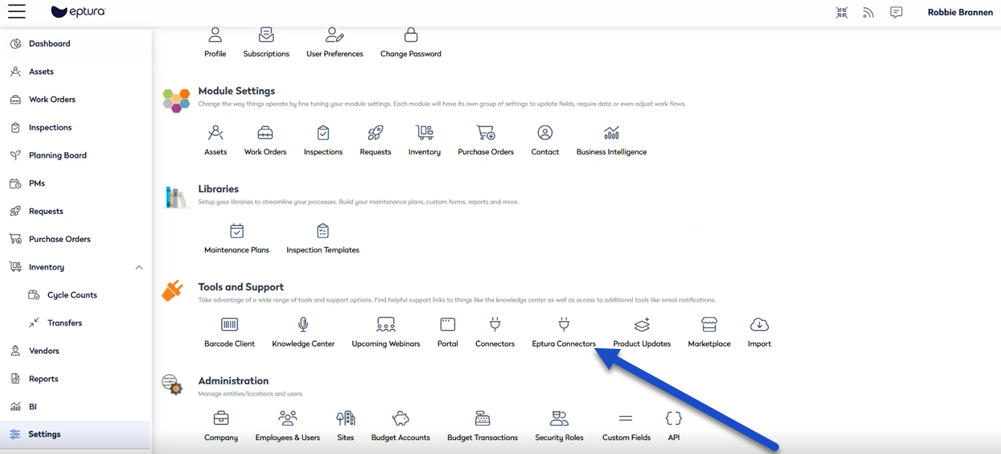 eptura
Robbie Brannen
Dashboard
Assets
Work Orders
Inspections
Planning Board
PMs
Requests
Purchase Orders
Inventory
Cycle Counts
Transfers
Vendors
Reports
BI
Settings
Profile
Subscriptions
User Preferences
Change Password
Module Settings
Change the way things operate by fine tuning your module settings. Each module will have its own group of settings to update fields, require data or even adjust work flows.
Assets
Work Orders
Inspections
Requests
Inventory
Purchase Orders
Contact
Business Intelligence
Libraries
Setup your libraries to streamline your processes. Build your maintenance plans, custom forms, reports and more.
Maintenance Plans
Inspection Templates
Tools and Support
Take advantage of a wide range of tools and support options. Find helpful support links to things like the knowledge center as well as access to additional tools like email notifications.
Barcode Client
Knowledge Center
Upcoming Webinars
Portal
Connectors
Eptura Connectors
Product Updates
Marketplace
Import
Administration
Manage entities/locations and users.
Company
Employees & Users
Sites
Budget Accounts
Budget Transactions
Security Roles
Custom Fields
API